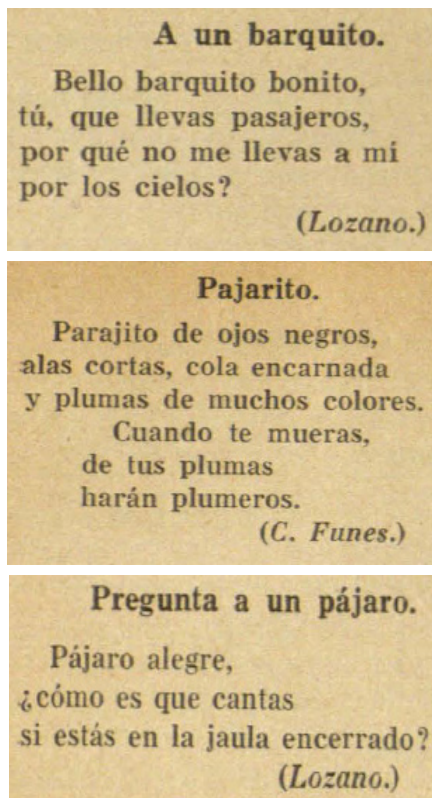 A un barquito.
Bello barquito bonito,
tú, que llevas pasajeros,
por qué no me llevas a mi
por los cielos?
(Lozano.)
Pajarito.
Parajito de ojos negros,
alas cortas, cola encarnada
y plumas de muchos colores.
Cuando te mueras,
de tus plumas
harán plumeros.
(C. Funes.)
Pregunta a un pájaro.
Pájaro alegre,
¿cómo es que cantas
si estás en la jaula encerrado?
(Lozano.)